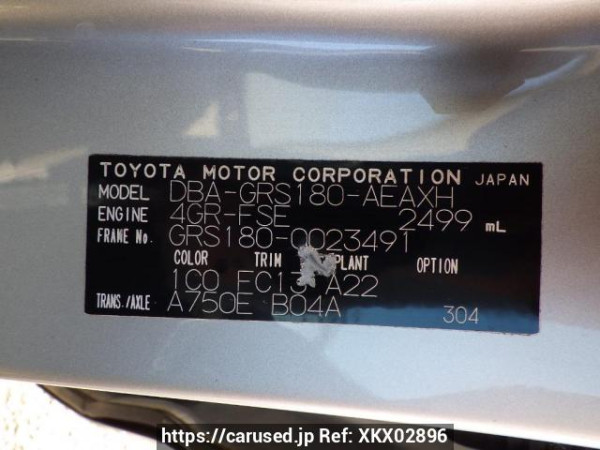 TOYOTA MOTOR CORPORATION JAPAN
MODEL DBA-GRS180-AEAXH
ENGINE 4GR-FSE 2499 mL
FRAME No. GRS180-0023491
COLOR TRIM PLANT OPTION
1C0 A22
TRANS./AXLE A750E B04A 304
https://carused.jp Ref: XKX02896